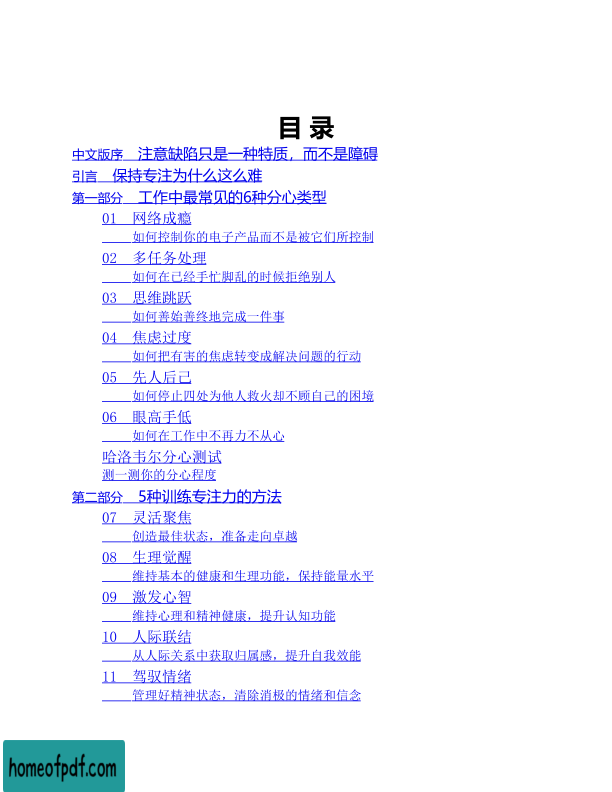 目 录
中文版序 注意缺陷只是一种特质，而不是障碍
引言 保持专注为什么这么难
第一部分 工作中最常见的6种分心类型
01 网络成瘾
如何控制你的电子产品而不是被它们所控制
02 多任务处理
如何在已经手忙脚乱的时候拒绝别人
03 思维跳跃
如何善始善终地完成一件事
04 焦虑过度
如何把有害的焦虑转变成解决问题的行动
05 先人后己
如何停止四处为他人救火却不顾自己的困境
06 眼高手低
如何在工作中不再力不从心
哈洛韦尔分心测试
测一测你的分心程度
第二部分 5种训练专注力的方法
07 灵活聚焦
创造最佳状态，准备走向卓越
08 生理觉醒
维持基本的健康和生理功能，保持能量水平
09 激发心智
维持心理和精神健康，提升认知功能
10 人际联结
从人际关系中获取归属感，提升自我效能
11 驾驭情绪
管理好精神状态，清除消极的情绪和信念
homeofpdf.com